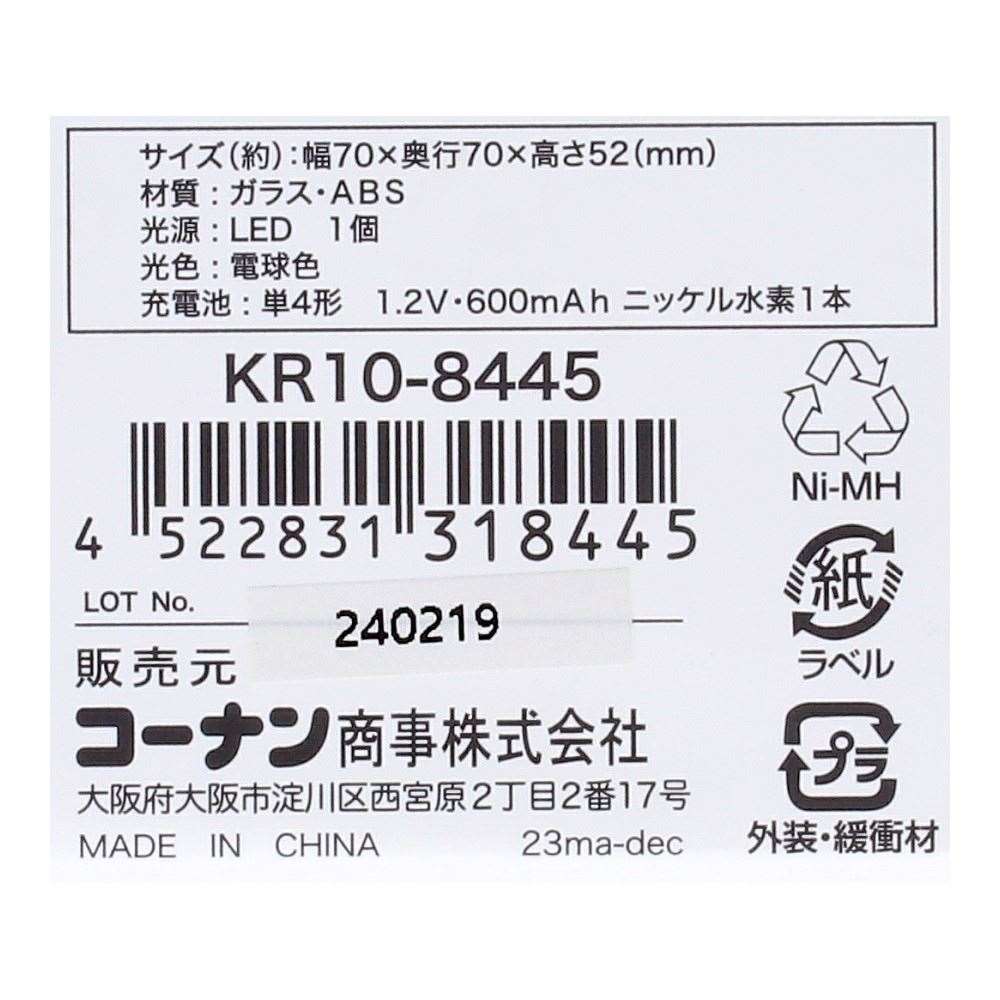 サイズ(約):幅70×奥行70×高さ52(mm)
材質:ガラス・ABS
光源:LED 1個
光色:電球色
充電池:単4形 1.2V・600mAh ニッケル水素1本
KR10-8445
4 522831 318445
Ni-MH
LOT No. 240219
紙
ラベル
販売元
コーナン商事株式会社
大阪府大阪市淀川区西宮原2丁目2番17号
MADE IN CHINA 23ma-dec
プラ
外装・緩衝材